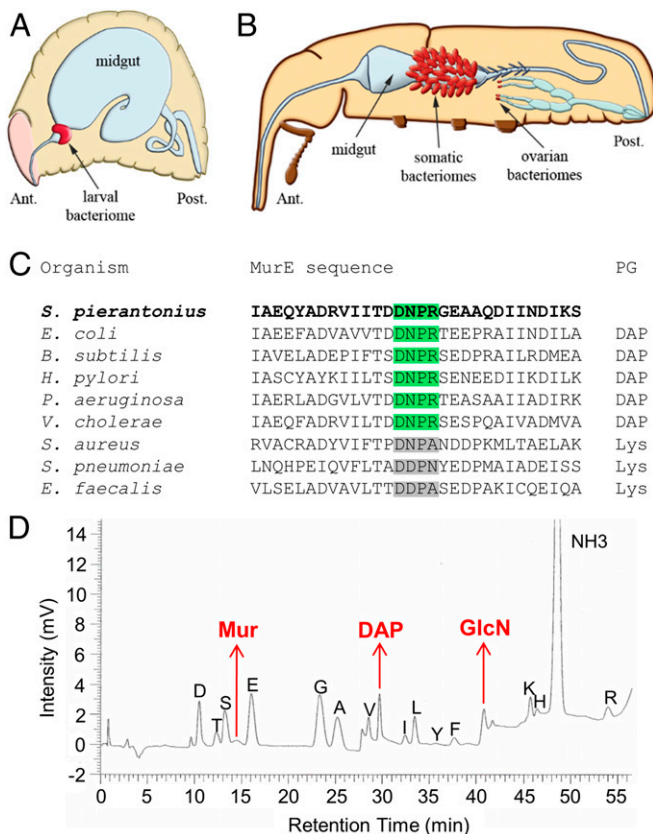 A
midgut
Ant.
larval
bacteriome
Post.
B
midgut
somatic
bacteriomes
ovarian
bacteriomes
Ant.
Post.
C
Organism MurE sequence PG
S. pierantonius IAEQYADRVIITDDNPRGEAAQDIINDIKS
E. coli IAEEFADVAVVTDDNPRTEEPRAIINDILA DAP
B. subtilis IAVELADEPIFTSDNPRSEDPRAILRDMEA DAP
H. pylori IASCYAYKIILTSDNPRSENEEDIIKDILK DAP
P. aeruginosa IAERLADGVLVTDDNPRTEASAAIIADIRK DAP
V. cholerae IAEQFADRVIVTSDNPRSESPQAIVADMVA DAP
S. aureus RVACRADYVIFTPDNPANDDPKMLTAELAK Lys
S. pneumoniae LNQHPEIQVFLTADDPNYEDPMAIADEISS Lys
E. faecalis VLSELADVAVLTTDDPASEDPAKICQEIQA Lys
D
Intensity (mV)
14
12
10
8
6
4
2
0
-2
D
T
S
Mur
E
G
A
V
DAP
I
L
Y
F
GlcN
K
H
NH3
R
0 5 10 15 20 25 30 35 40 45 50 55
Retention Time (min)